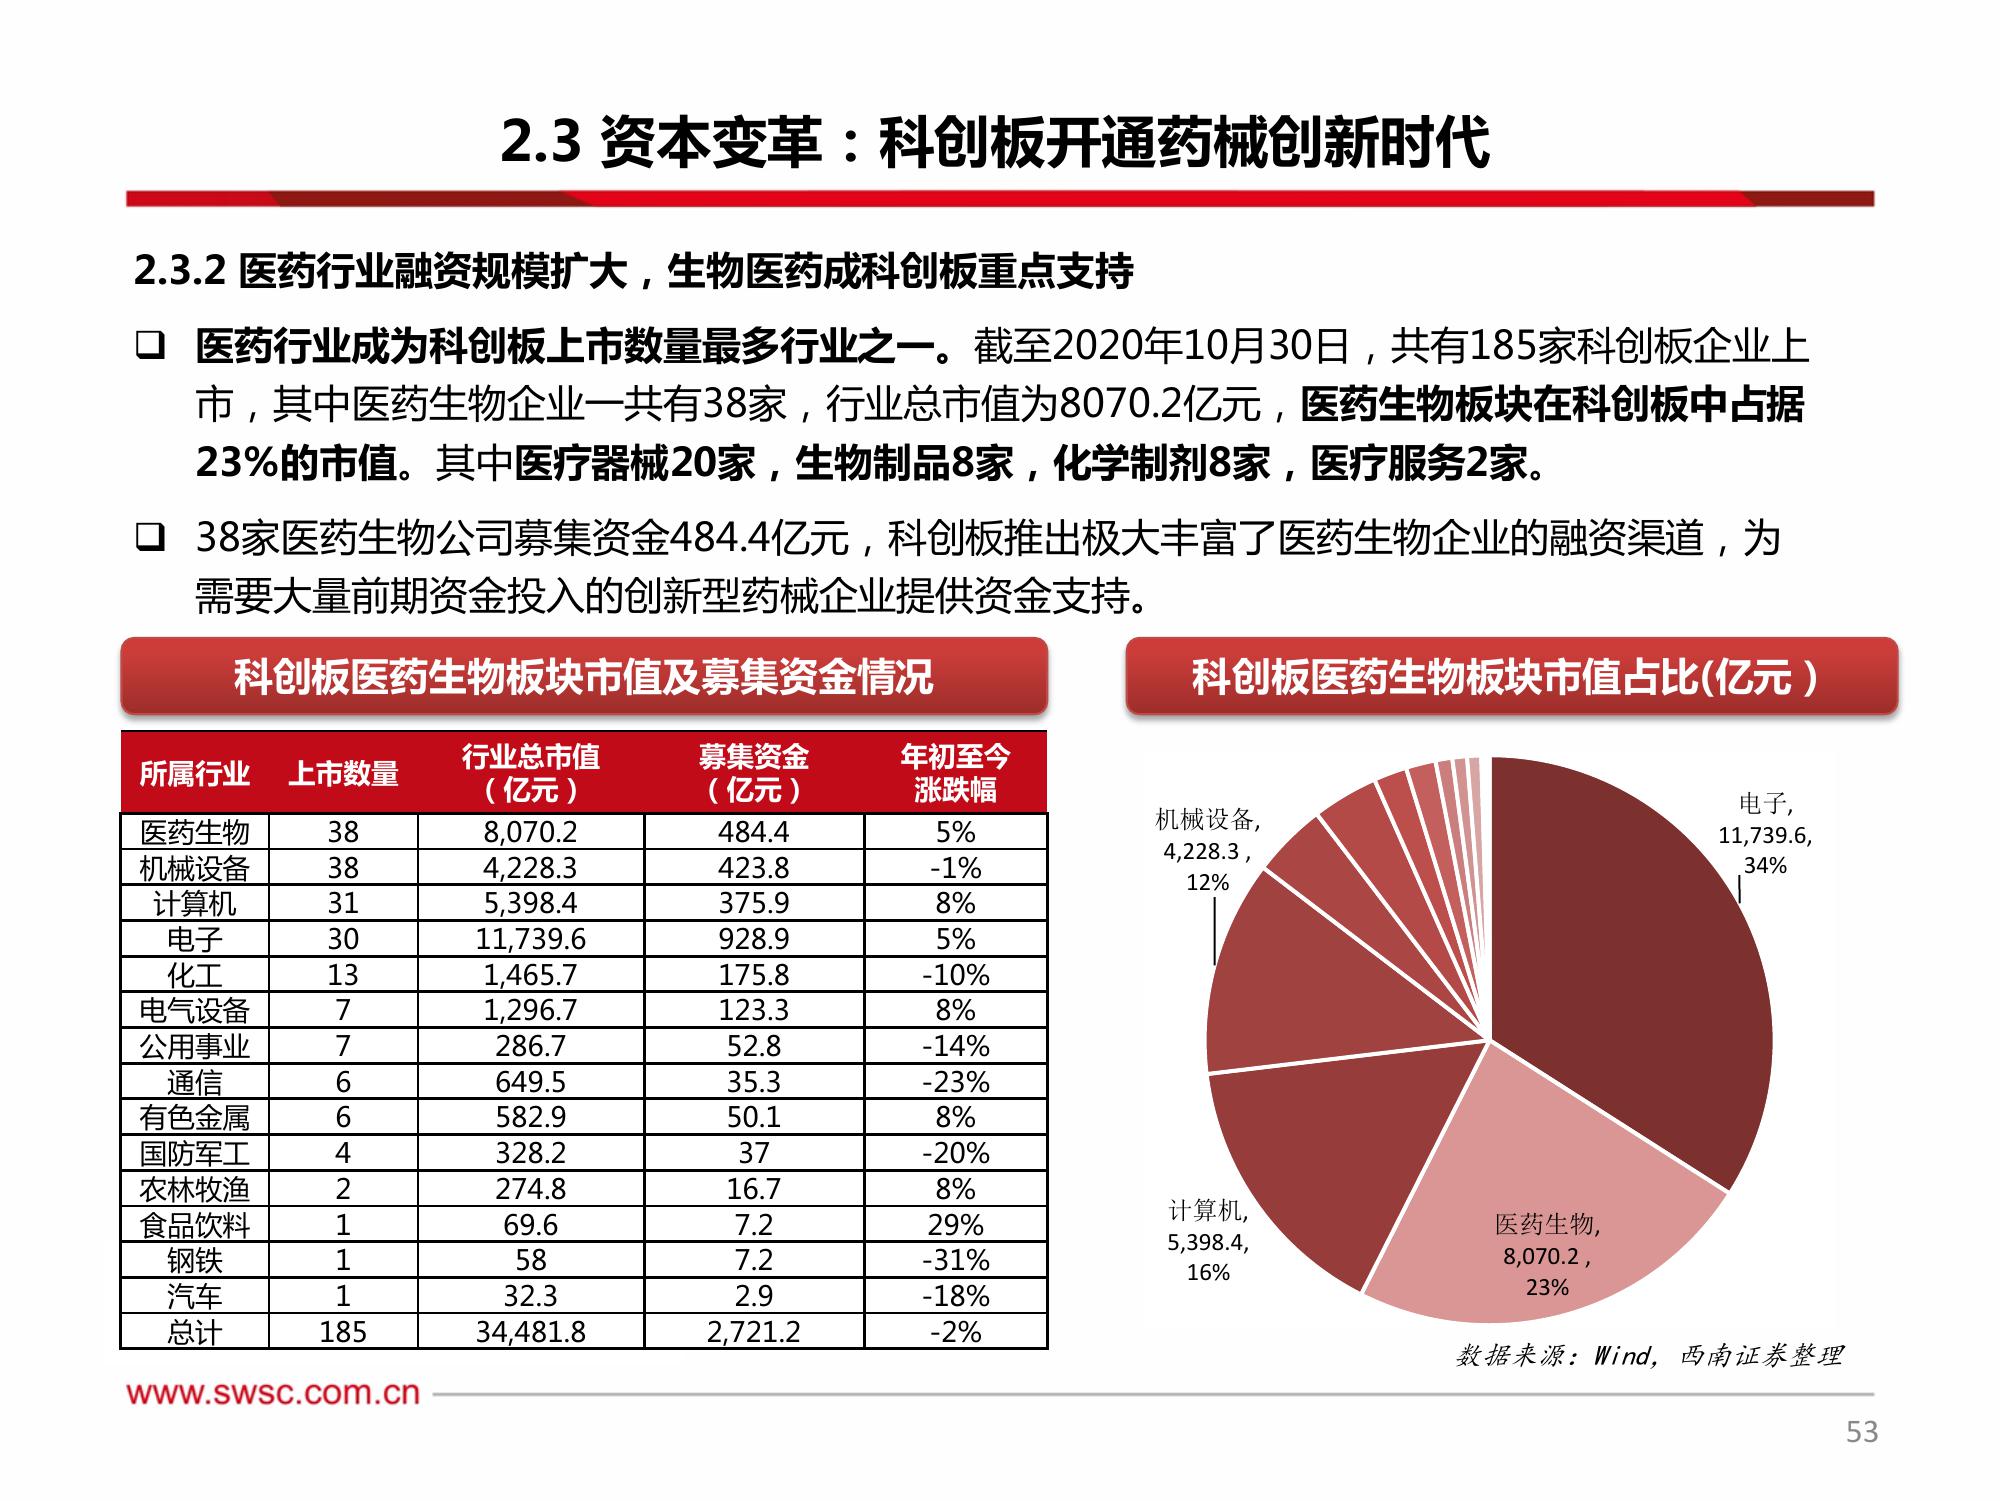 2.3 资本变革：科创板开通药械创新时代
2.3.2 医药行业融资规模扩大，生物医药成科创板重点支持
❑ 医药行业成为科创板上市数量最多行业之一。截至2020年10月30日，共有185家科创板企业上
市，其中医药生物企业一共有38家，行业总市值为8070.2亿元，医药生物板块在科创板中占据
23%的市值。其中医疗器械20家，生物制品8家，化学制剂8家，医疗服务2家。
❑ 38家医药生物公司募集资金484.4亿元，科创板推出极大丰富了医药生物企业的融资渠道，为
需要大量前期资金投入的创新型药械企业提供资金支持。
科创板医药生物板块市值及募集资金情况
所属行业 上市数量 行业总市值（亿元） 募集资金（亿元） 年初至今涨跌幅
医药生物 38 8,070.2 484.4 5%
机械设备 38 4,228.3 423.8 -1%
计算机 31 5,398.4 375.9 8%
电子 30 11,739.6 928.9 5%
化工 13 1,465.7 175.8 -10%
电气设备 7 1,296.7 123.3 8%
公用事业 7 286.7 52.8 -14%
通信 6 649.5 35.3 -23%
有色金属 6 582.9 50.1 8%
国防军工 4 328.2 37 -20%
农林牧渔 2 274.8 16.7 8%
食品饮料 1 69.6 7.2 29%
钢铁 1 58 7.2 -31%
汽车 1 32.3 2.9 -18%
总计 185 34,481.8 2,721.2 -2%
科创板医药生物板块市值占比(亿元）
电子,
11,739.6,
34%
机械设备,
4,228.3 ,
12%
计算机,
5,398.4,
16%
医药生物,
8,070.2 ,
23%
数据来源：Wind，西南证券整理
www.swsc.com.cn
53